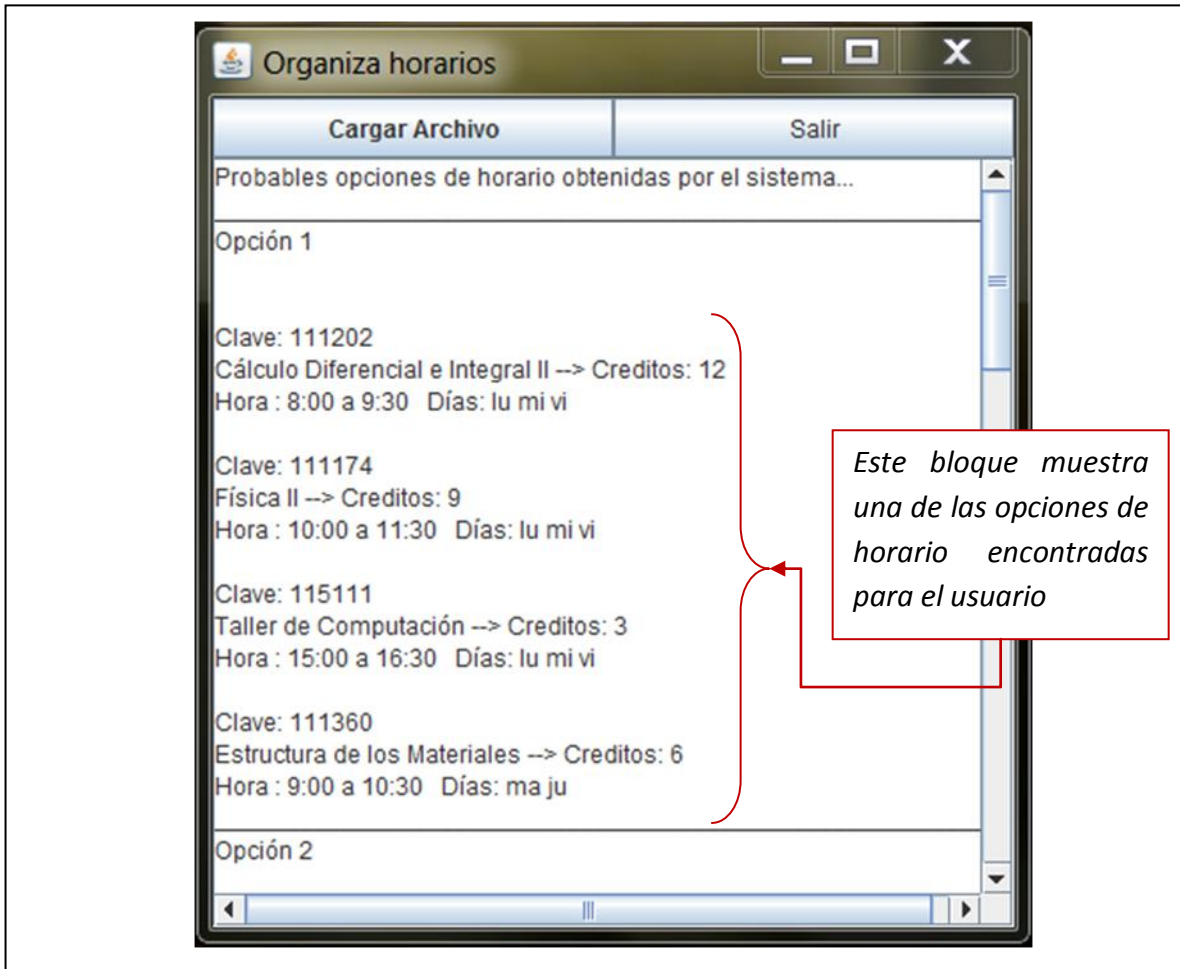 Organiza horarios
Cargar Archivo
Salir
Probables opciones de horario obtenidas por el sistema...
Opción 1
Clave: 111202
Cálculo Diferencial e Integral II --> Creditos: 12
Hora : 8:00 a 9:30 Días: lu mi vi
Clave: 111174
Física II --> Creditos: 9
Hora : 10:00 a 11:30 Días: lu mi vi
Clave: 115111
Taller de Computación --> Creditos: 3
Hora : 15:00 a 16:30 Días: lu mi vi
Clave: 111360
Estructura de los Materiales --> Creditos: 6
Hora : 9:00 a 10:30 Días: ma ju
Opción 2
Este bloque muestra
una de las opciones de
horario encontradas
para el usuario